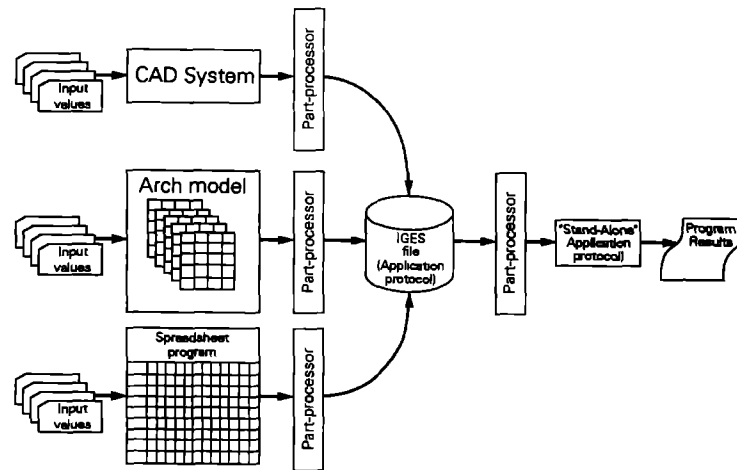 Input
values
CAD System
Part-processor
Input
values
Arch model
Part-processor
IGES
file
(Application
protocol)
Part-processor
"Stand-Alone"
Application
protocol)
Program
Results
Input
values
Spreadsheet
program
Part-processor